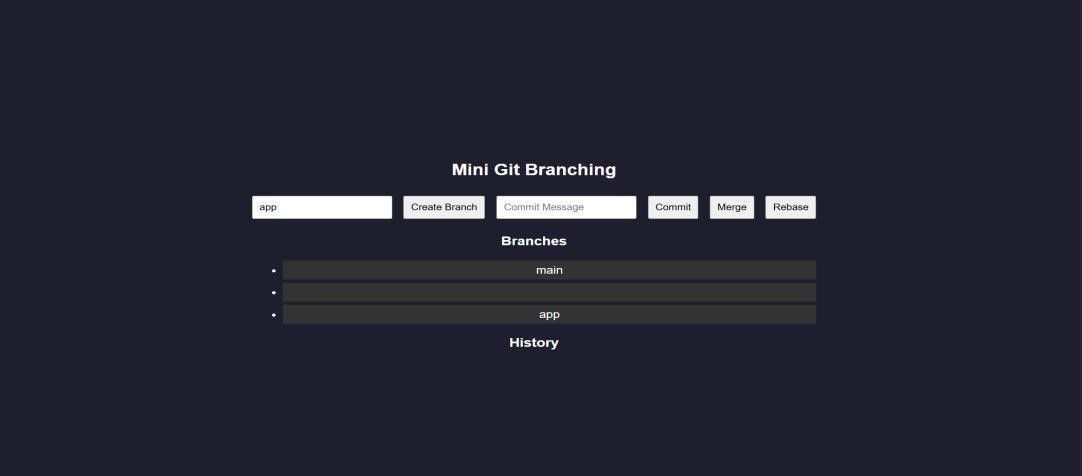 Mini Git Branching
app Create Branch Commit Message Commit Merge Rebase
Branches
main
app
History